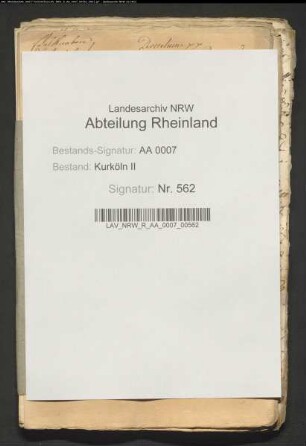 Landesarchiv NRW
Abteilung Rheinland
Bestands-Signatur: AA 0007
Bestand: Kurköln II
Signatur: Nr. 562
LAV_NRW_R_AA_0007_00562